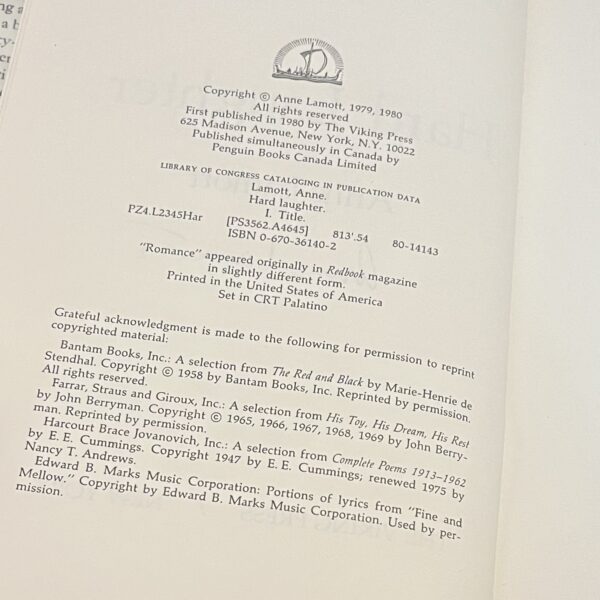 Copyright © Anne Lamott, 1979, 1980
All rights reserved
First published in 1980 by The Viking Press
625 Madison Avenue, New York, N.Y. 10022
Published simultaneously in Canada by
Penguin Books Canada Limited
LIBRARY OF CONGRESS CATALOGING IN PUBLICATION DATA
Lamott, Anne.
Hard laughter.
I. Title.
PZ4.L2345Har [PS3562.A4645] 813'.54 80-14143
ISBN 0-670-36140-2
"Romance" appeared originally in Redbook magazine
in slightly different form.
Printed in the United States of America
Set in CRT Palatino
Grateful acknowledgment is made to the following for permission to reprint
copyrighted material:
Bantam Books, Inc.: A selection from The Red and Black by Marie-Henrie de
Stendhal. Copyright © 1958 by Bantam Books, Inc. Reprinted by permission.
All rights reserved.
Farrar, Straus and Giroux, Inc.: A selection from His Toy, His Dream, His Rest
by John Berryman. Copyright © 1965, 1966, 1967, 1968, 1969 by John Berry-
man. Reprinted by permission.
Harcourt Brace Jovanovich, Inc.: A selection from Complete Poems 1913–1962
by E. E. Cummings. Copyright 1947 by E. E. Cummings; renewed 1975 by
Nancy T. Andrews.
Edward B. Marks Music Corporation: Portions of lyrics from "Fine and
Mellow." Copyright by Edward B. Marks Music Corporation. Used by per-
mission.